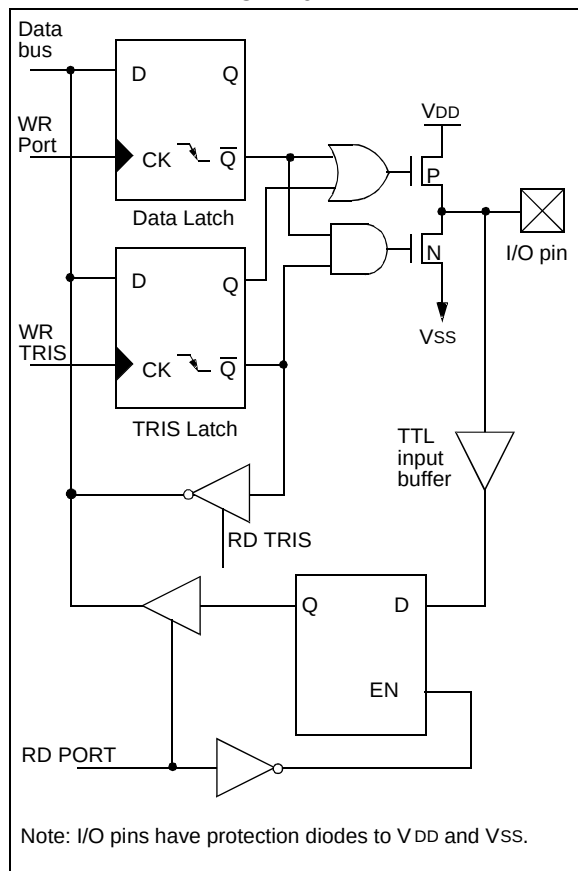 Data
bus
D
Q
VDD
WR
Port
CK
Q
P
Data Latch
N
I/O pin
D
Q
VSS
WR
TRIS
CK
Q
TRIS Latch
TTL
input
buffer
RD TRIS
Q
D
EN
RD PORT
Note: I/O pins have protection diodes to VDD and VSS.